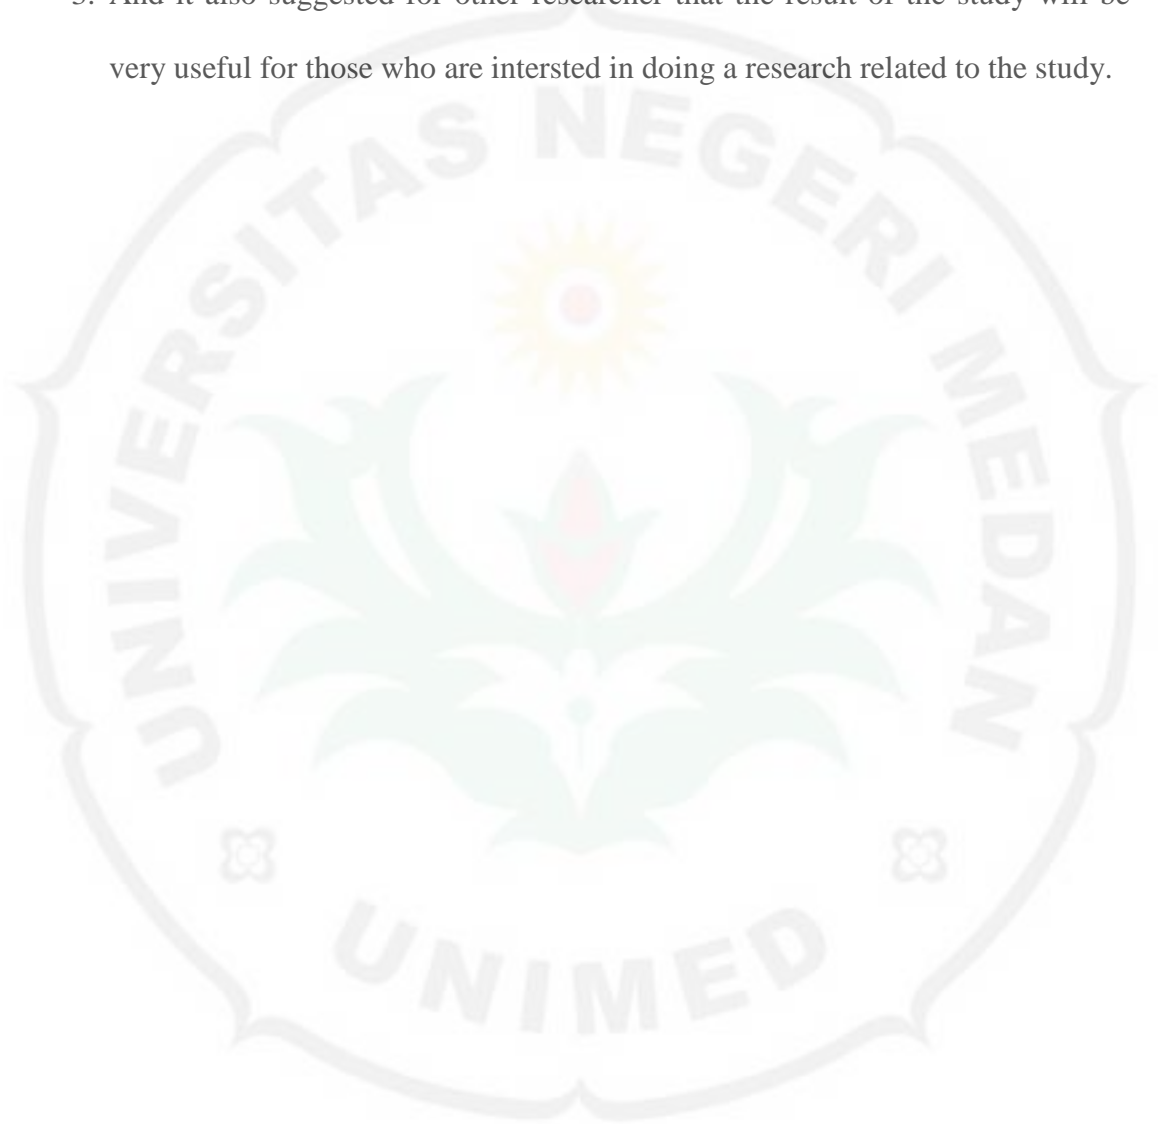 3. And it also suggested for other researcher that the result of the study will be
very useful for those who are intersted in doing a research related to the study.
UNIVERSITAS NEGERI MEDAN
UNIMED